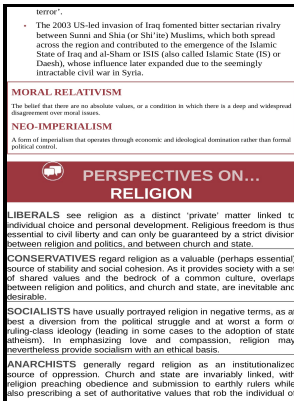 terror’.
• The 2003 US-led invasion of Iraq fomented bitter sectarian rivalry
between Sunni and Shia (or Shi’ite) Muslims, which both spread
across the region and contributed to the emergence of the Islamic
State of Iraq and al-Sham or ISIS (also called Islamic State (IS) or
Daesh), whose influence later expanded due to the seemingly
intractable civil war in Syria.
MORAL RELATIVISM
The belief that there are no absolute values, or a condition in which there is a deep and widespread
disagreement over moral issues.
NEO-IMPERIALISM
A form of imperialism that operates through economic and ideological domination rather than formal
political control.
PERSPECTIVES ON…
RELIGION
LIBERALS see religion as a distinct ‘private’ matter linked to
individual choice and personal development. Religious freedom is thus
essential to civil liberty and can only be guaranteed by a strict division
between religion and politics, and between church and state.
CONSERVATIVES regard religion as a valuable (perhaps essential)
source of stability and social cohesion. As it provides society with a set
of shared values and the bedrock of a common culture, overlaps
between religion and politics, and church and state, are inevitable and
desirable.
SOCIALISTS have usually portrayed religion in negative terms, as at
best a diversion from the political struggle and at worst a form of
ruling-class ideology (leading in some cases to the adoption of state
atheism). In emphasizing love and compassion, religion may
nevertheless provide socialism with an ethical basis.
ANARCHISTS generally regard religion as an institutionalized
source of oppression. Church and state are invariably linked, with
religion preaching obedience and submission to earthly rulers while
also prescribing a set of authoritative values that rob the individual of